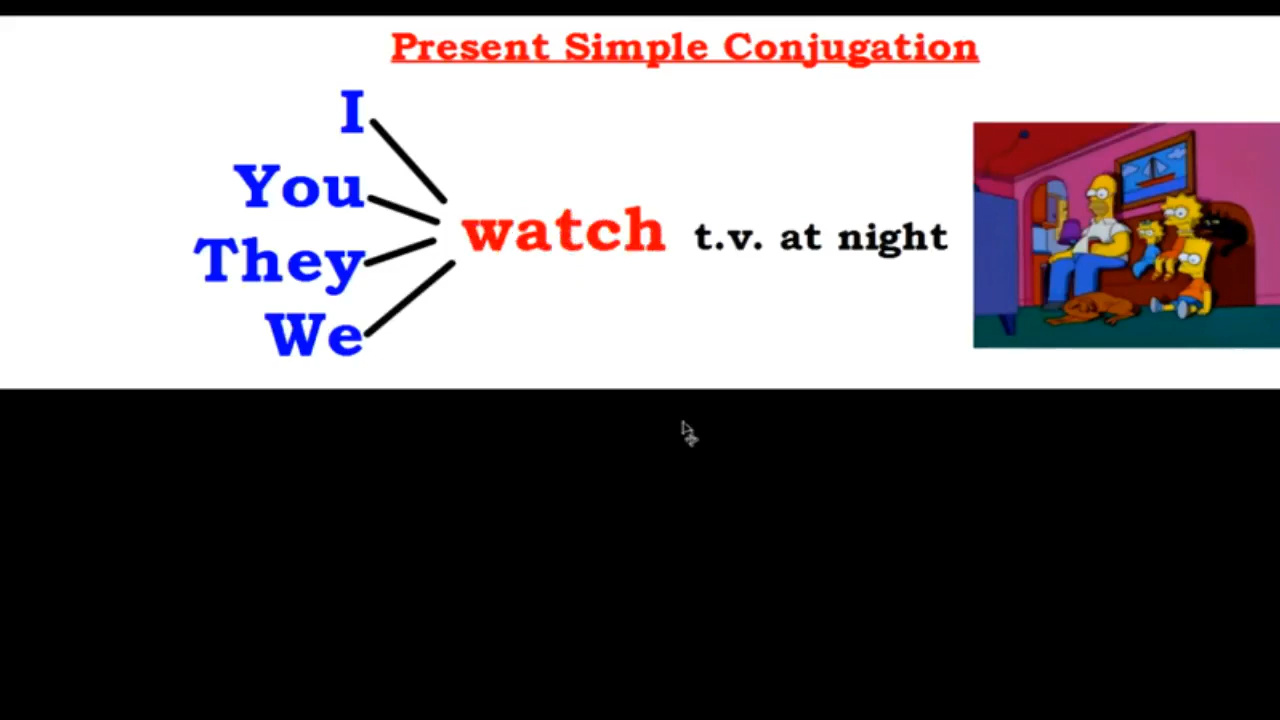 Present Simple Conjugation
I
You
They
We
watch t.v. at night